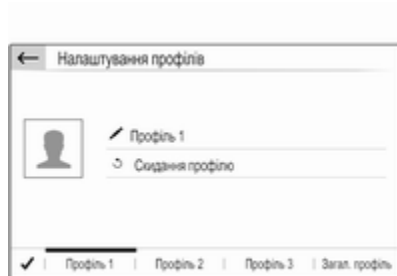 Налаштування профілів
Профіль 1
Скидання профілю
Профіль 1 | Профіль 2 | Профіль 3 | Загал. профіль